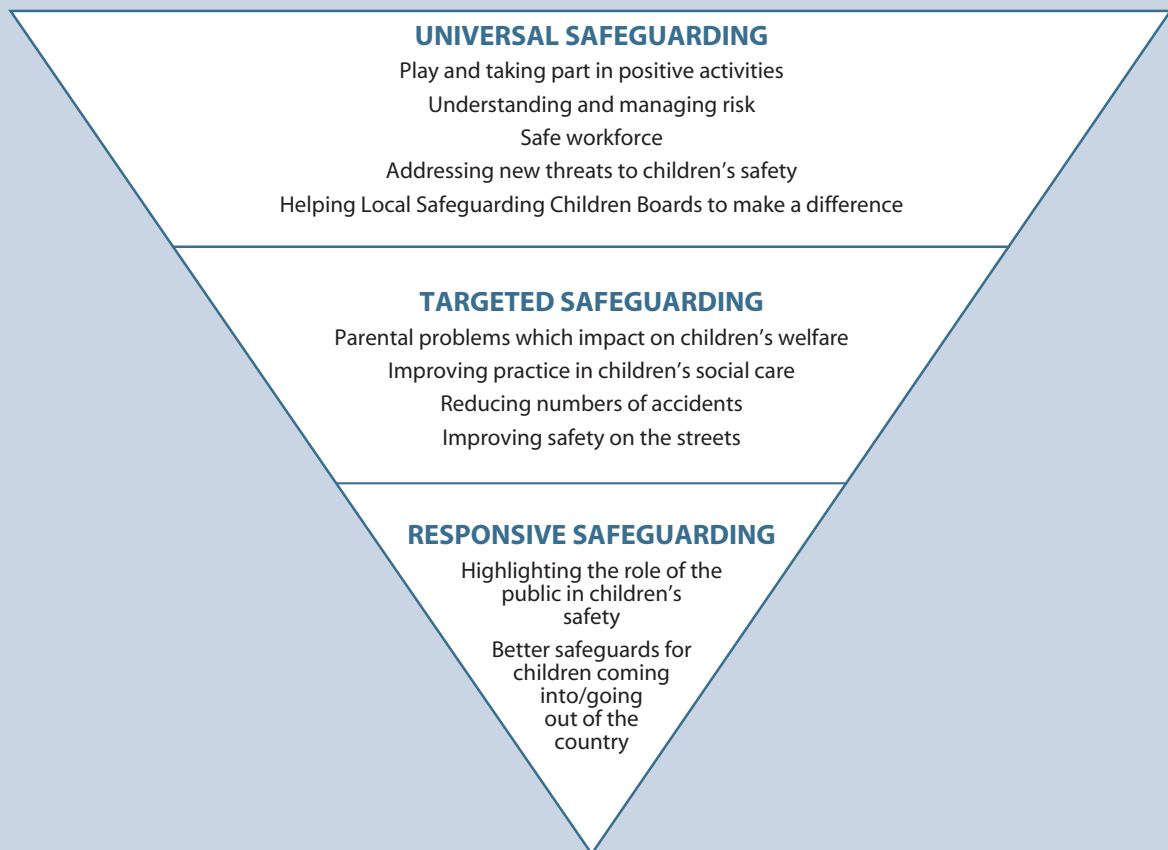 UNIVERSAL SAFEGUARDING
Play and taking part in positive activities
Understanding and managing risk
Safe workforce
Addressing new threats to children's safety
Helping Local Safeguarding Children Boards to make a difference
TARGETED SAFEGUARDING
Parental problems which impact on children's welfare
Improving practice in children's social care
Reducing numbers of accidents
Improving safety on the streets
RESPONSIVE SAFEGUARDING
Highlighting the role of the
public in children's
safety
Better safeguards for
children coming
into/going
out of the
country